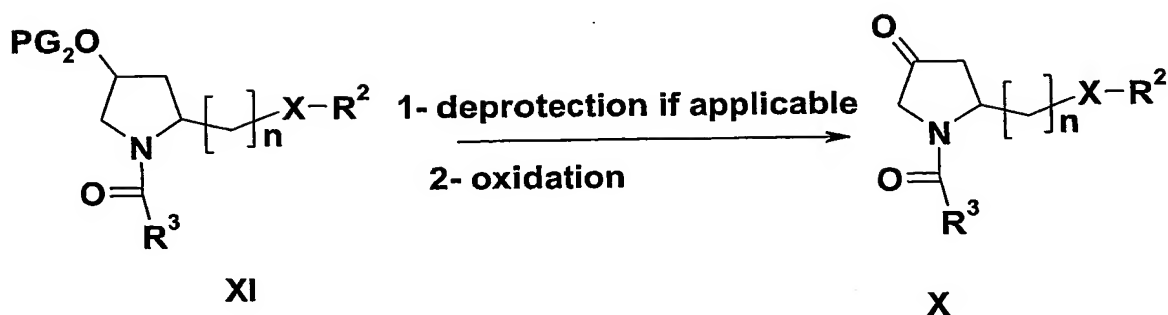 PG₂O
O
X-R²
1- deprotection if applicable
X-R²
n
n
N
2- oxidation
N
O
O
R³
R³
XI
X